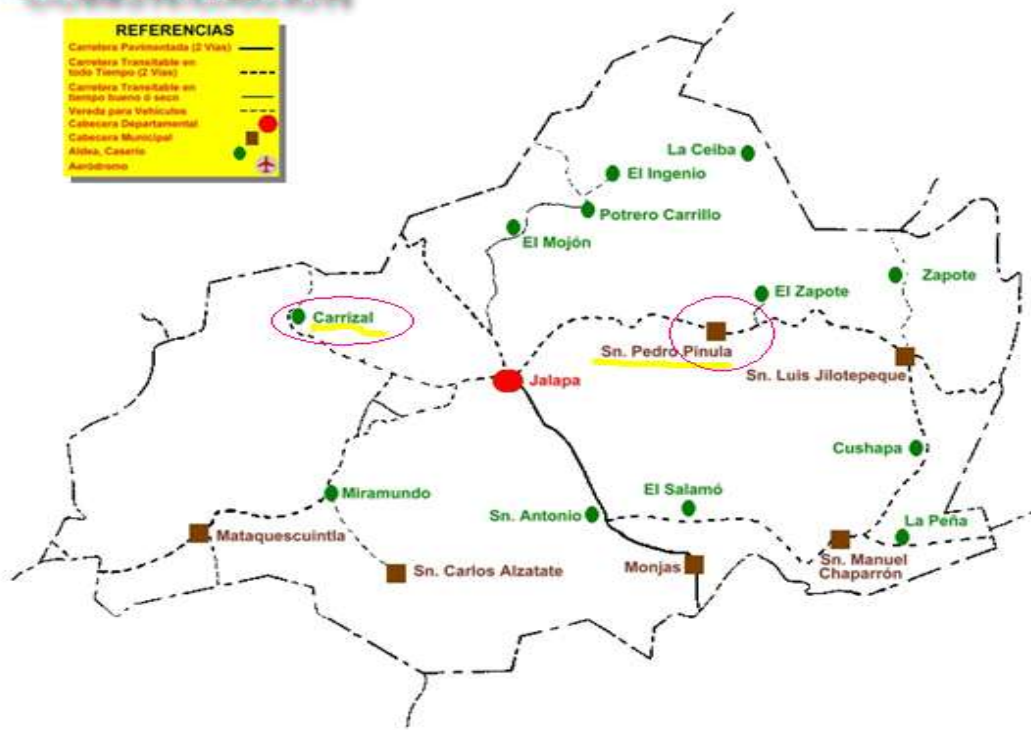 REFERENCIAS
Carretera Pavimentada (2 Vias)
Carretera Transitable en
todo Tiempo (2 Vias)
Carretera Transitable en
tiempo bueno ó seco
Vereda para Vehículos
Cabecera Departamental
Cabecera Municipal
Aldea, Caserío
Aeródromo
La Ceiba
El Ingenio
Potrero Carrillo
El Mojón
Zapote
El Zapote
Carrizal
Sn. Pedro Pinula
Sn. Luis Jilotepeque
Jalapa
Cushapa
Miramundo
El Salamó
Sn. Antonio
La Peña
Mataquescuintla
Sn. Carlos Alzatate
Monjas
Sn. Manuel
Chaparrón